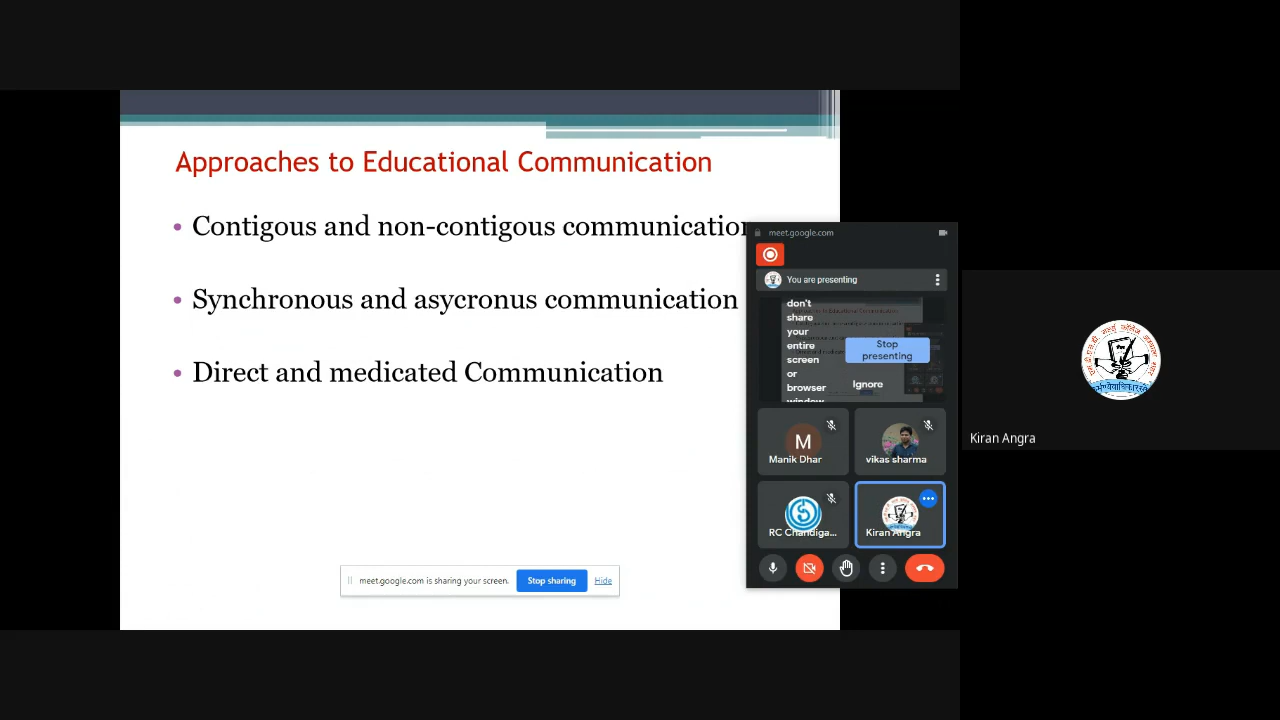 Approaches to Educational Communication
• Contigous and non-contigous communication
• Synchronous and asycronus communication
• Direct and medicated Communication
meet.google.com is sharing your screen.
Stop sharing
Hide
meet.google.com
You are presenting
don't
share
your
entire
screen
or
browser
window
Stop
presenting
Ignore
M
Manik Dhar
vikas sharma
RC Chandiga...
Kiran Angra
Kiran Angra